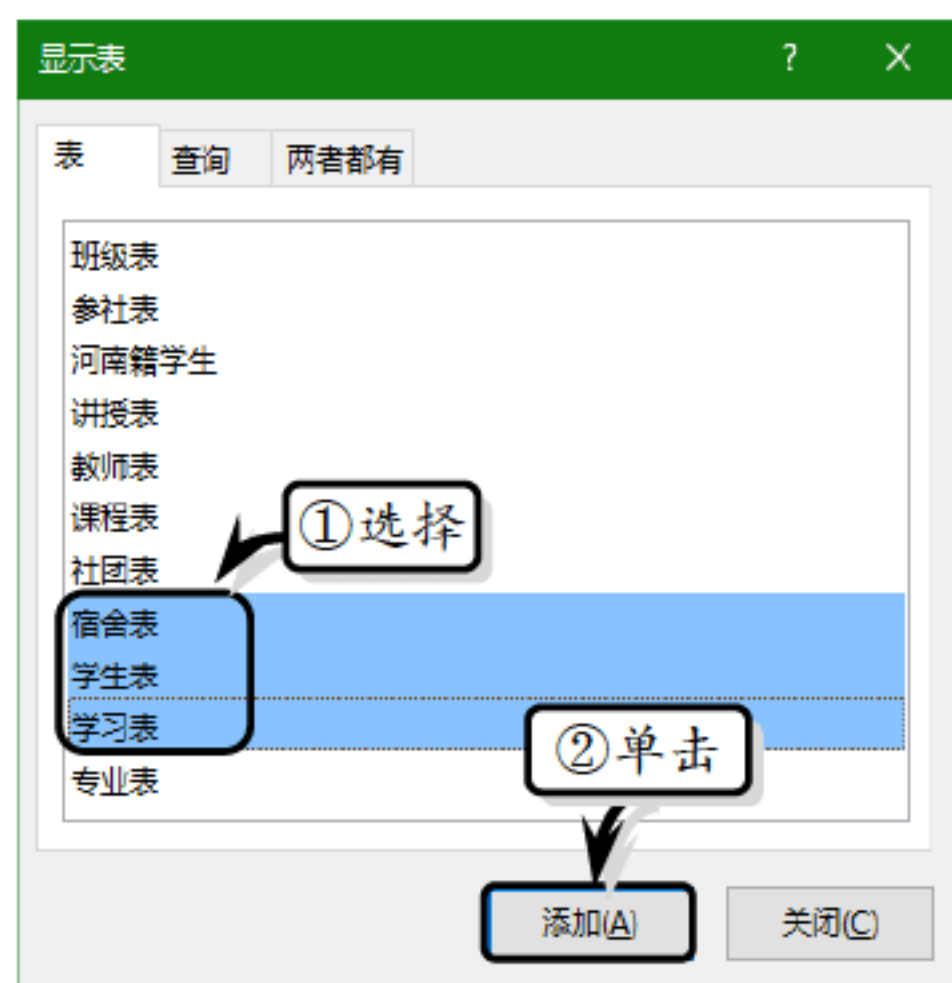 显示表 ? ×
表 查询 两者都有
班级表
参社表
河南籍学生
讲授表
教师表
课程表
①选择
社团表
宿舍表
学生表
学习表
②单击
专业表
添加(A) 关闭(C)